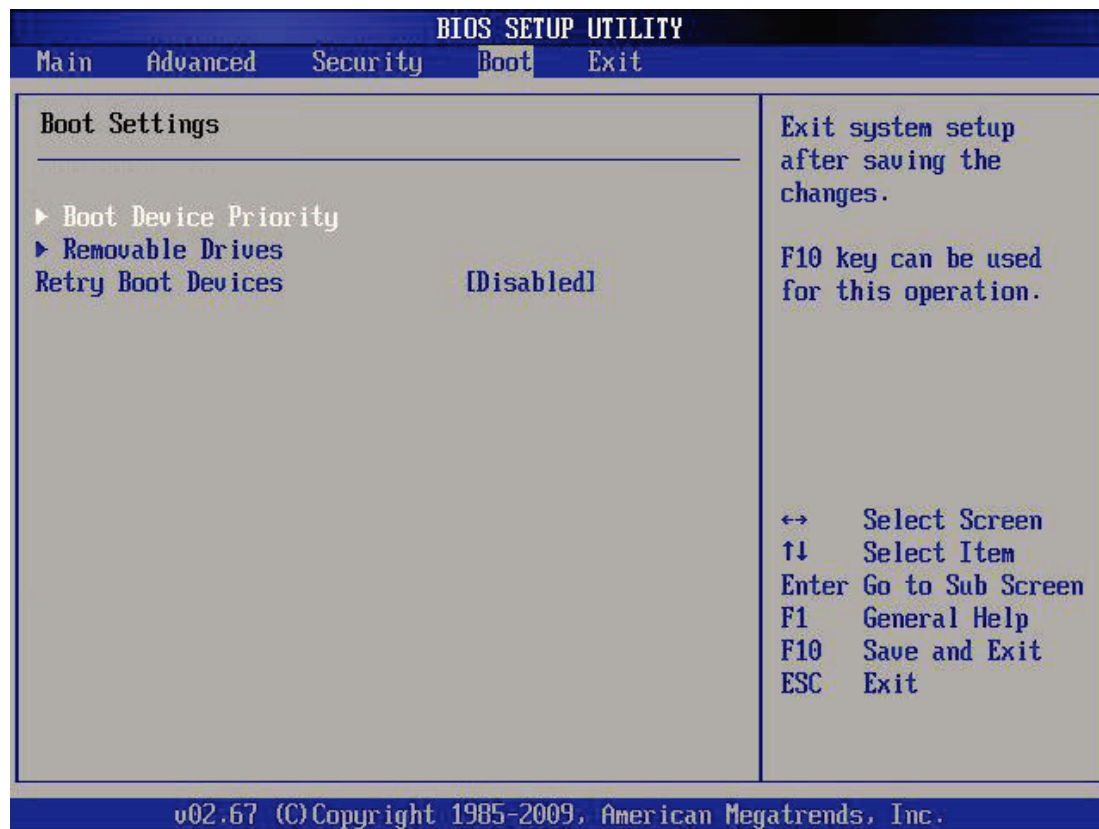 BIOS SETUP UTILITY
Main Advanced Security Boot Exit
Boot Settings
▶ Boot Device Priority
▶ Removable Drives
Retry Boot Devices [Disabled]
Exit system setup
after saving the
changes.
F10 key can be used
for this operation.
←→ Select Screen
↑↓ Select Item
Enter Go to Sub Screen
F1 General Help
F10 Save and Exit
ESC Exit
v02.67 (C)Copyright 1985-2009, American Megatrends, Inc.